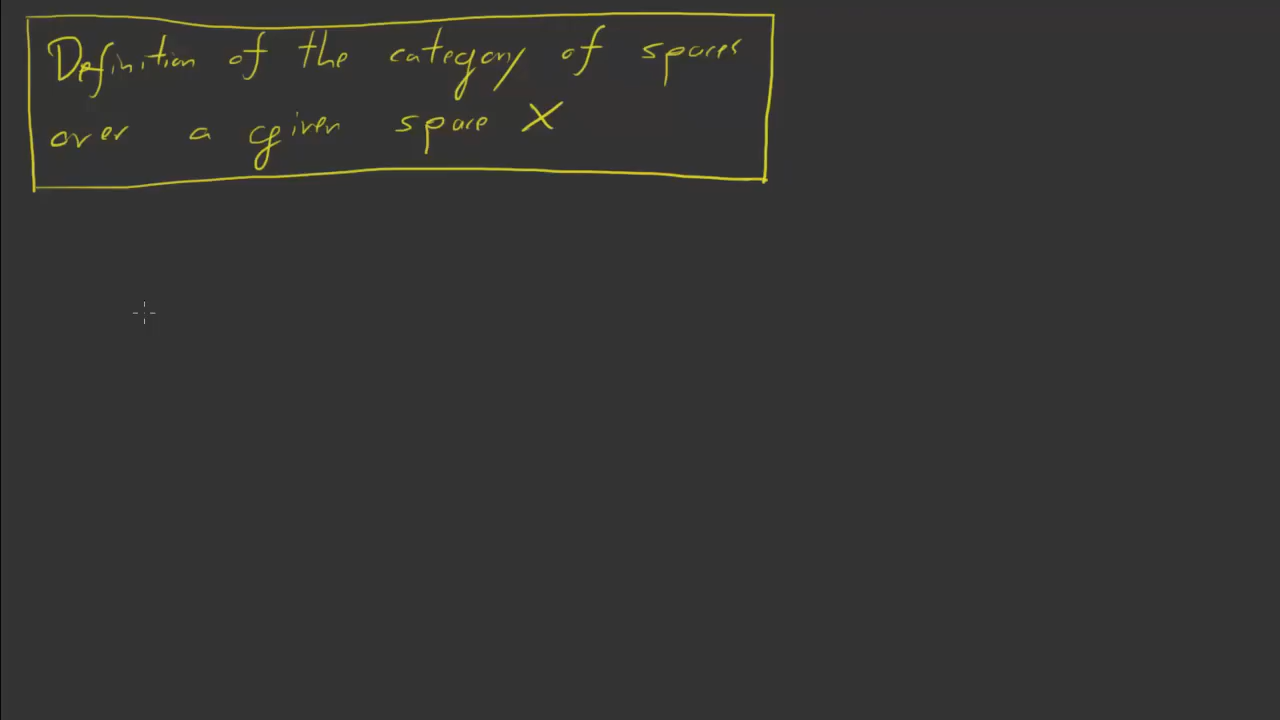 Definition of the category of spaces
over a given space X